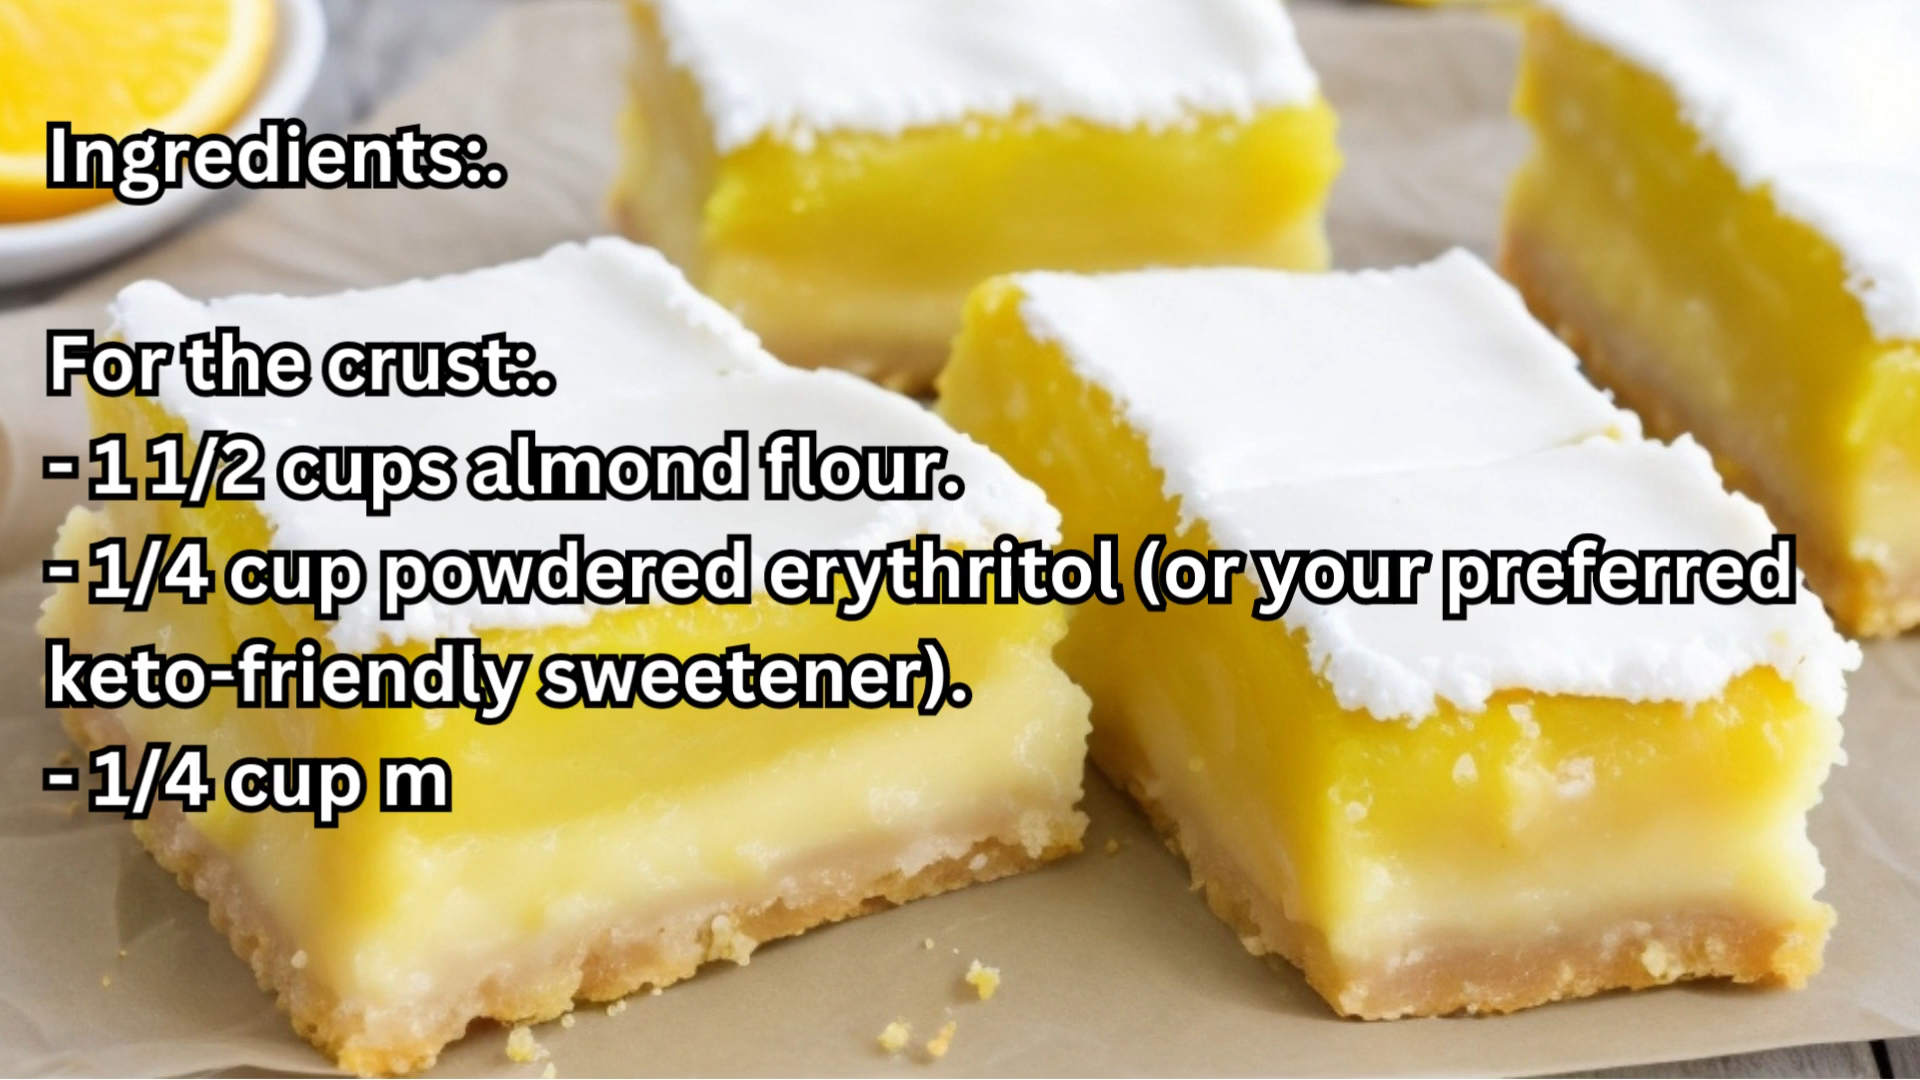 Ingredients:.
For the crust:.
- 1 1/2 cups almond flour.
- 1/4 cup powdered erythritol (or your preferred
keto-friendly sweetener).
- 1/4 cup m